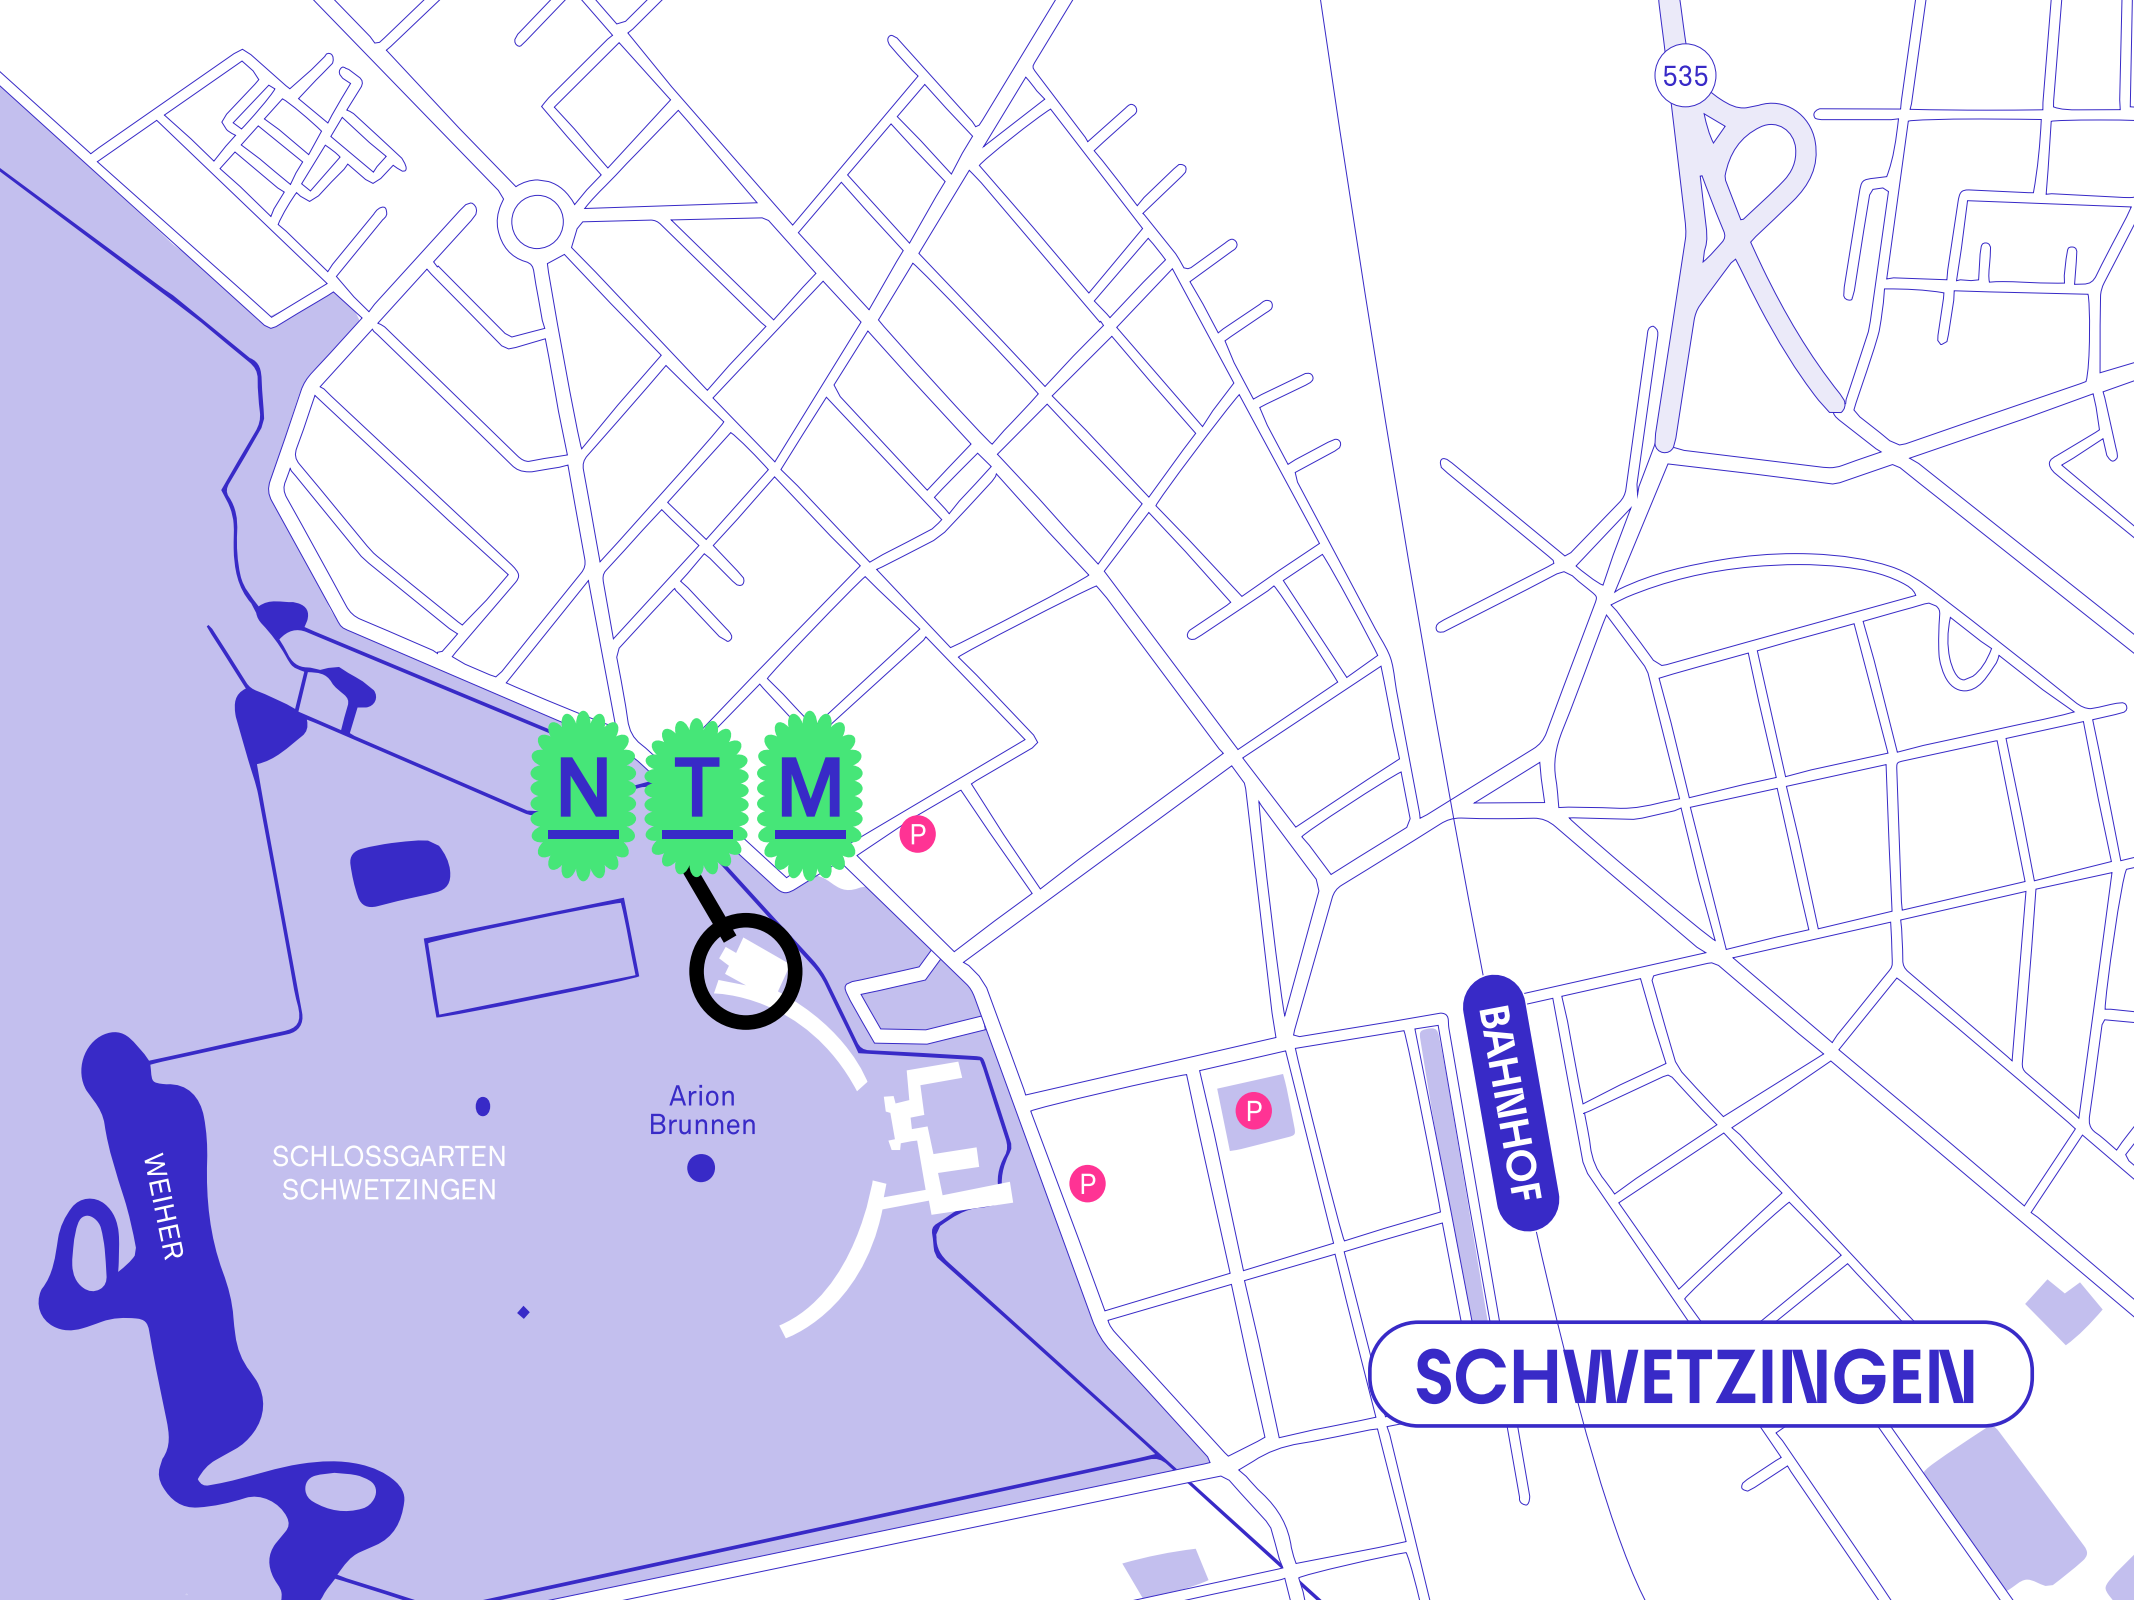 535
N T M
P
BAHNHOF
Arion
Brunnen
P
P
SCHLOSSGARTEN
SCHWETZINGEN
WEIHER
SCHWETZINGEN